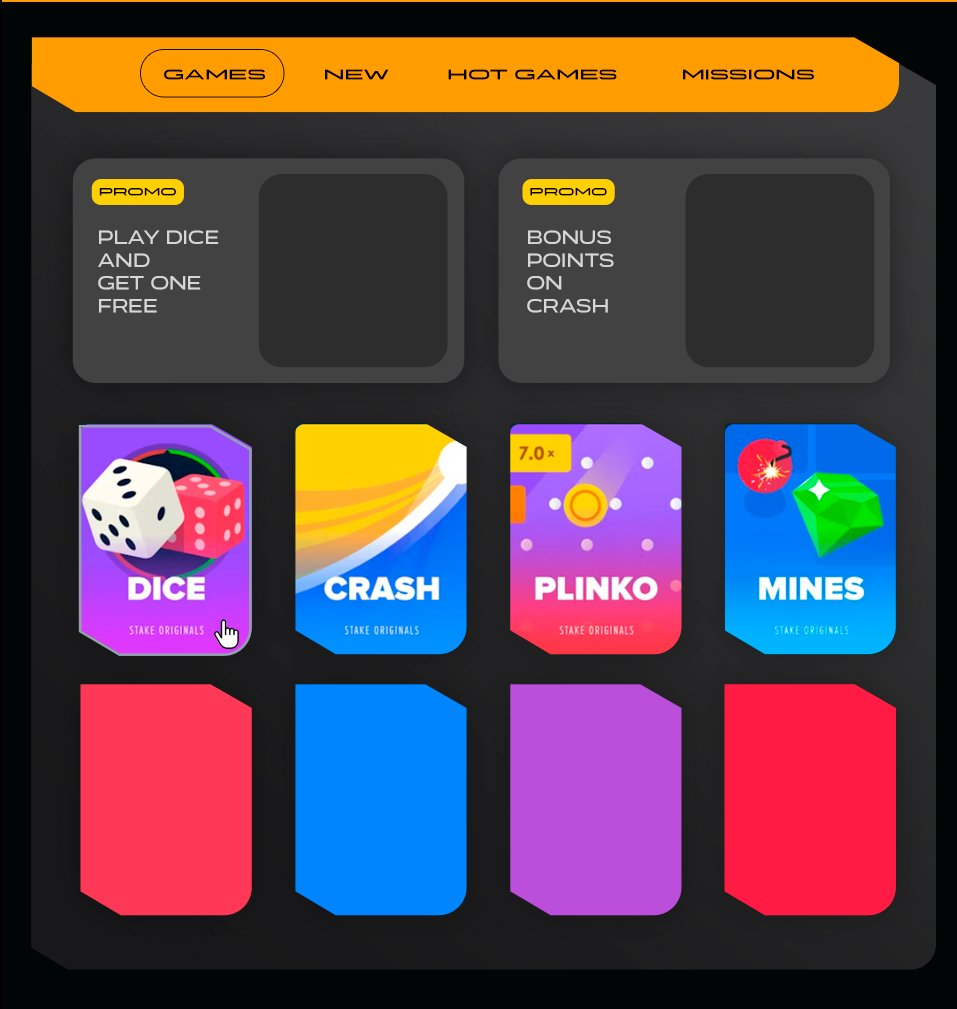 GAMES
NEW
HOT GAMES
MISSIONS
PROMO
PLAY DICE
AND
GET ONE
FREE
PROMO
BONUS
POINTS
ON
CRASH
DICE
STAKE ORIGINALS
CRASH
STAKE ORIGINALS
7.0×
PLINKO
STAKE ORIGINALS
MINES
STAKE ORIGINALS